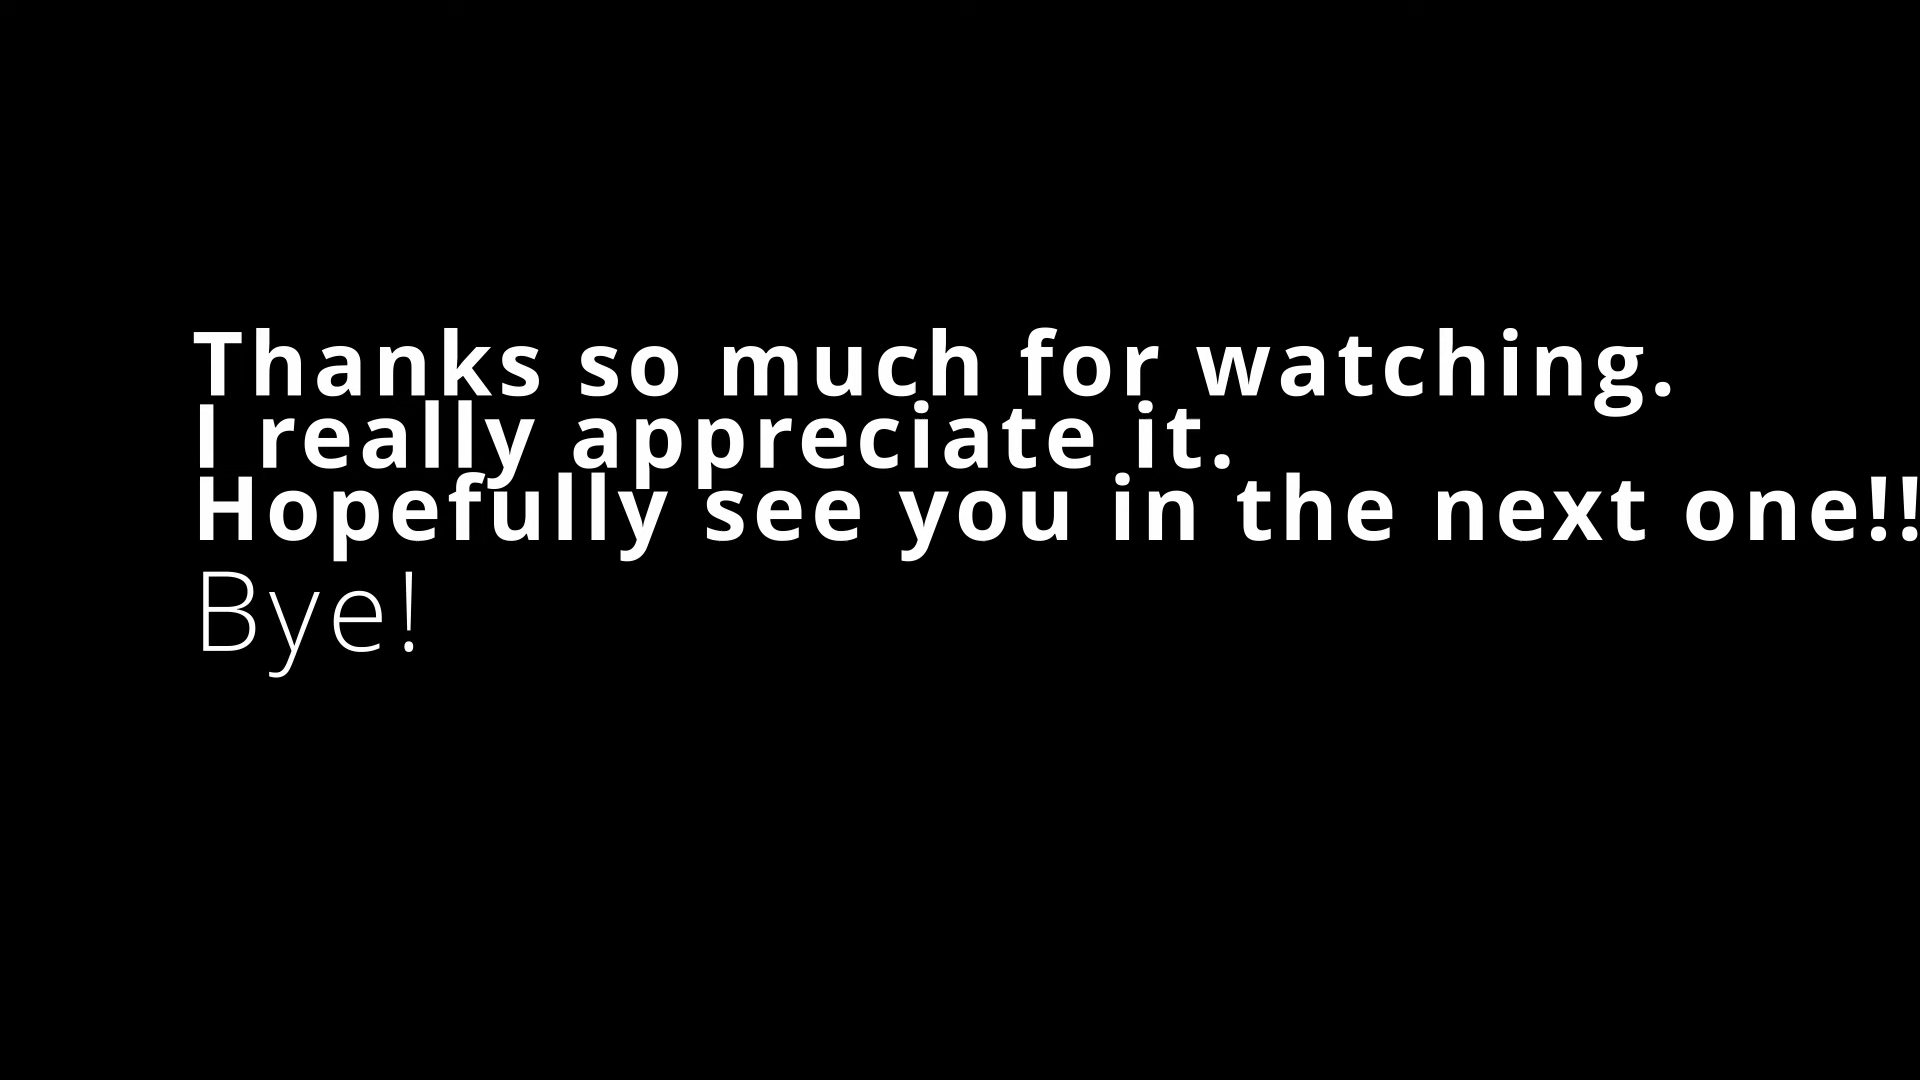 Thanks so much for watching.
I really appreciate it.
Hopefully see you in the next one!!
Bye!